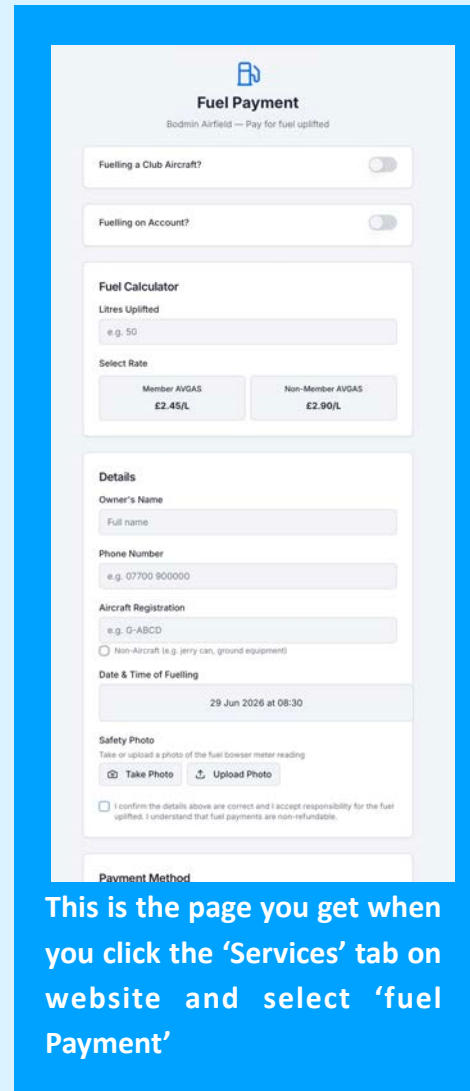 Fuel Payment
Bodmin Airfield — Pay for fuel uplifted
Fuelling a Club Aircraft?
Fuelling on Account?
Fuel Calculator
Litres Uplifted
e.g. 50
Select Rate
Member AVGAS
£2.45/L
Non-Member AVGAS
£2.90/L
Details
Owner's Name
Full name
Phone Number
e.g. 07700 900000
Aircraft Registration
e.g. G-ABCD
Non-Aircraft (e.g. jerry can, ground equipment)
Date & Time of Fuelling
29 Jun 2026 at 08:30
Safety Photo
Take or upload a photo of the fuel bowser meter reading
Take Photo
Upload Photo
I confirm the details above are correct and I accept responsibility for the fuel
uplifted. I understand that fuel payments are non-refundable.
Payment Method
This is the page you get when
you click the ‘Services’ tab on
website and select ‘fuel
Payment’